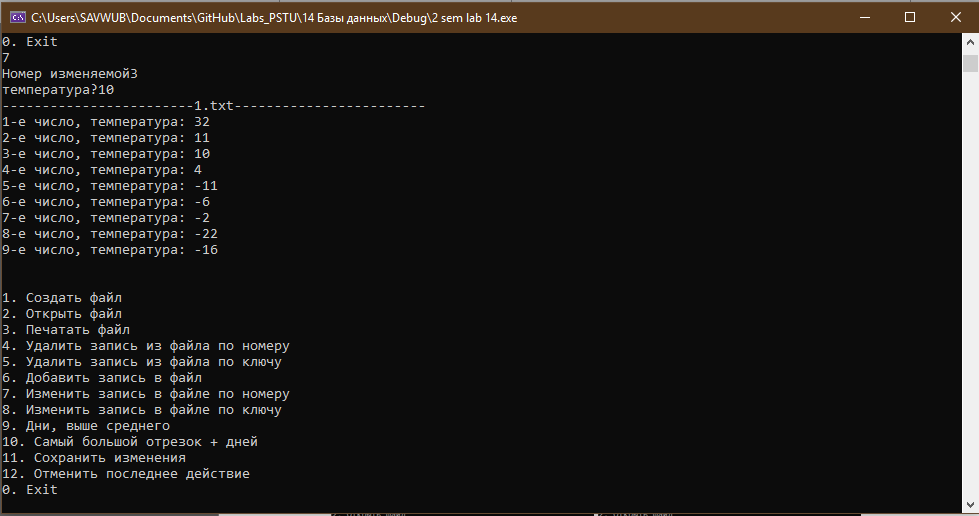 C:\Users\SAVWUB\Documents\GitHub\Labs_PSTU\14 Базы данных\Debug\2 sem lab 14.exe
0. Exit
7
Номер изменяемой3
температура?10
------------------------1.txt------------------------
1-е число, температура: 32
2-е число, температура: 11
3-е число, температура: 10
4-е число, температура: 4
5-е число, температура: -11
6-е число, температура: -6
7-е число, температура: -2
8-е число, температура: -22
9-е число, температура: -16
1. Создать файл
2. Открыть файл
3. Печатать файл
4. Удалить запись из файла по номеру
5. Удалить запись из файла по ключу
6. Добавить запись в файл
7. Изменить запись в файле по номеру
8. Изменить запись в файле по ключу
9. Дни, выше среднего
10. Самый большой отрезок + дней
11. Сохранить изменения
12. Отменить последнее действие
0. Exit